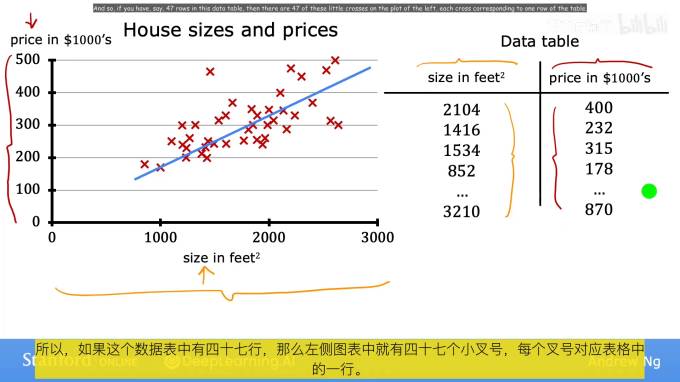 And so, if you have, say, 47 rows in this data table, then there are 47 of these little crosses on the plot of the left, each cross corresponding to one row of the table.
House sizes and prices
price in $1000's
500
400
300
200
100
0
0 1000 2000 3000
size in feet²
Data table
size in feet² price in $1000's
2104 400
1416 232
1534 315
852 178
... ...
3210 870
bilibili
Stanford ONLINE DeepLearning.AI Andrew Ng
所以，如果这个数据表中有四十七行，那么左侧图表中就有四十七个小叉号，每个叉号对应表格中
的一行。